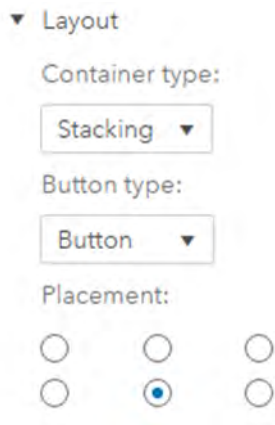 Layout
Container type:
Stacking
Button type:
Button
Placement: